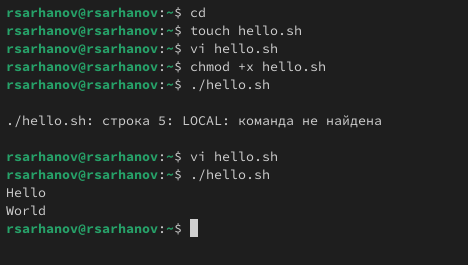 rsarhanov@rsarhanov:~$ cd
rsarhanov@rsarhanov:~$ touch hello.sh
rsarhanov@rsarhanov:~$ vi hello.sh
rsarhanov@rsarhanov:~$ chmod +x hello.sh
rsarhanov@rsarhanov:~$ ./hello.sh
./hello.sh: строка 5: LOCAL: команда не найдена
rsarhanov@rsarhanov:~$ vi hello.sh
rsarhanov@rsarhanov:~$ ./hello.sh
Hello
World
rsarhanov@rsarhanov:~$